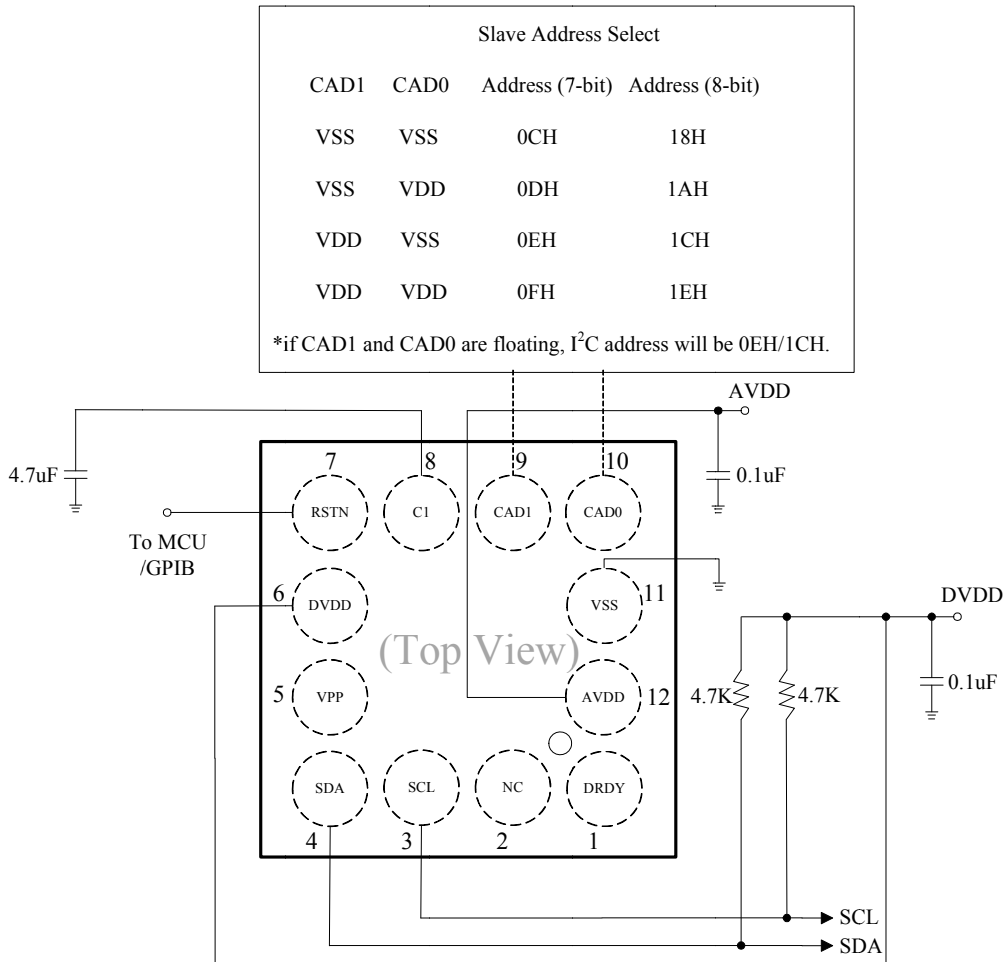 Slave Address Select
CAD1 CAD0 Address (7-bit) Address (8-bit)
VSS VSS 0CH 18H
VSS VDD 0DH 1AH
VDD VSS 0EH 1CH
VDD VDD 0FH 1EH
*if CAD1 and CAD0 are floating, I²C address will be 0EH/1CH.
AVDD
4.7uF
0.1uF
7 8 9 10
RSTN C1 CAD1 CAD0
To MCU
/GPIB
6 DVDD
VSS 11
DVDD
(Top View)
5 VPP
AVDD 12
4.7K 4.7K
0.1uF
SDA SCL NC DRDY
4 3 2 1
SCL
SDA